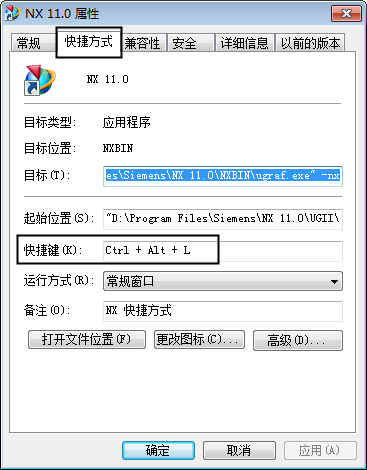 NX 11.0 属性
常规 快捷方式 兼容性 安全 详细信息 以前的版本
NX 11.0
目标类型: 应用程序
目标位置: NXBIN
目标(T): es\Siemens\NX 11.0\NXBIN\ugraf.exe" -nx
起始位置(S): "D:\Program Files\Siemens\NX 11.0\UGII\
快捷键(K): Ctrl + Alt + L
运行方式(R): 常规窗口
备注(O): NX 快捷方式
打开文件位置(F) 更改图标(C)... 高级(D)...
确定 取消 应用(A)